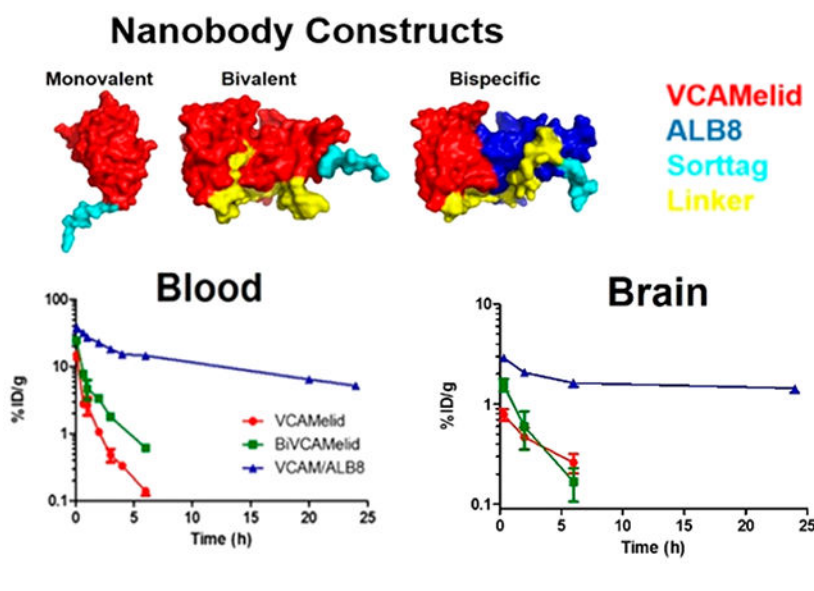 Nanobody Constructs
Monovalent
Bivalent
Bispecific
VCAMelid
ALB8
Sorttag
Linker
Blood
100
10
1
0.1
%ID/g
0
5
10
15
20
25
Time (h)
VCAMelid
BiVCAMelid
VCAM/ALB8
Brain
10
1
0.1
%ID/g
0
5
10
15
20
25
Time (h)